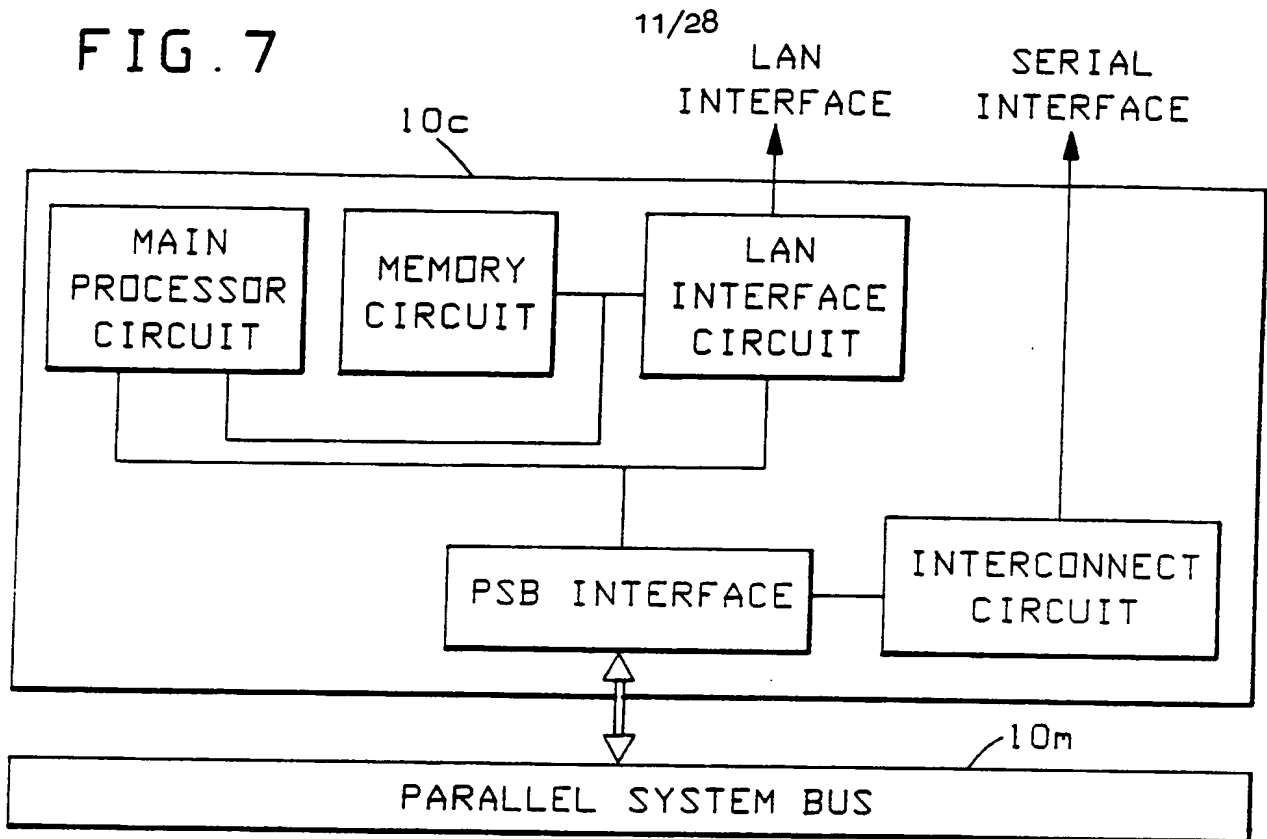 FIG. 7
11/28
LAN
INTERFACE
SERIAL
INTERFACE
10c
MAIN
PROCESSOR
CIRCUIT
MEMORY
CIRCUIT
LAN
INTERFACE
CIRCUIT
PSB INTERFACE
INTERCONNECT
CIRCUIT
10m
PARALLEL SYSTEM BUS